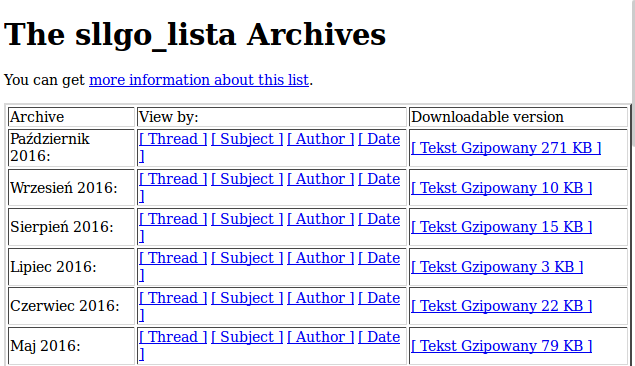 The sllgo_lista Archives
You can get more information about this list.
Archive View by: Downloadable version
Październik 2016: [ Thread ] [ Subject ] [ Author ] [ Date ] [ Tekst Gzipowany 271 KB ]
Wrzesień 2016: [ Thread ] [ Subject ] [ Author ] [ Date ] [ Tekst Gzipowany 10 KB ]
Sierpień 2016: [ Thread ] [ Subject ] [ Author ] [ Date ] [ Tekst Gzipowany 15 KB ]
Lipiec 2016: [ Thread ] [ Subject ] [ Author ] [ Date ] [ Tekst Gzipowany 3 KB ]
Czerwiec 2016: [ Thread ] [ Subject ] [ Author ] [ Date ] [ Tekst Gzipowany 22 KB ]
Maj 2016: [ Thread ] [ Subject ] [ Author ] [ Date ] [ Tekst Gzipowany 79 KB ]